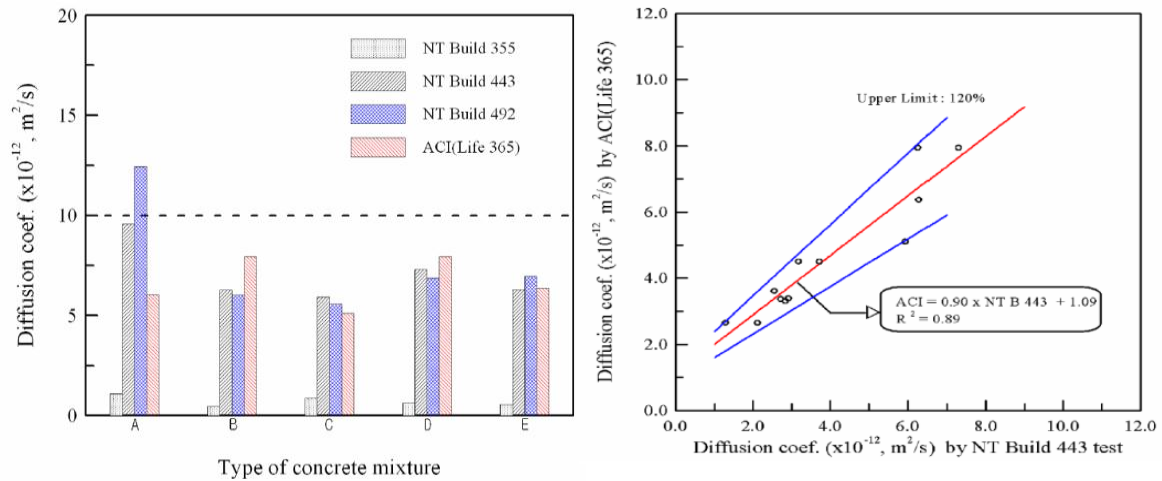 20
15
10
5
0
Diffusion coef. (x10⁻¹², m²/s)
NT Build 355
NT Build 443
NT Build 492
ACI(Life 365)
A B C D E
Type of concrete mixture
12.0
10.0
8.0
6.0
4.0
2.0
0.0
Diffusion coef. (x10⁻¹², m²/s) by ACI(Life 365)
Upper Limit : 120%
ACI = 0.90 x NT B 443 + 1.09
R² = 0.89
0.0 2.0 4.0 6.0 8.0 10.0 12.0
Diffusion coef. (x10⁻¹², m²/s) by NT Build 443 test